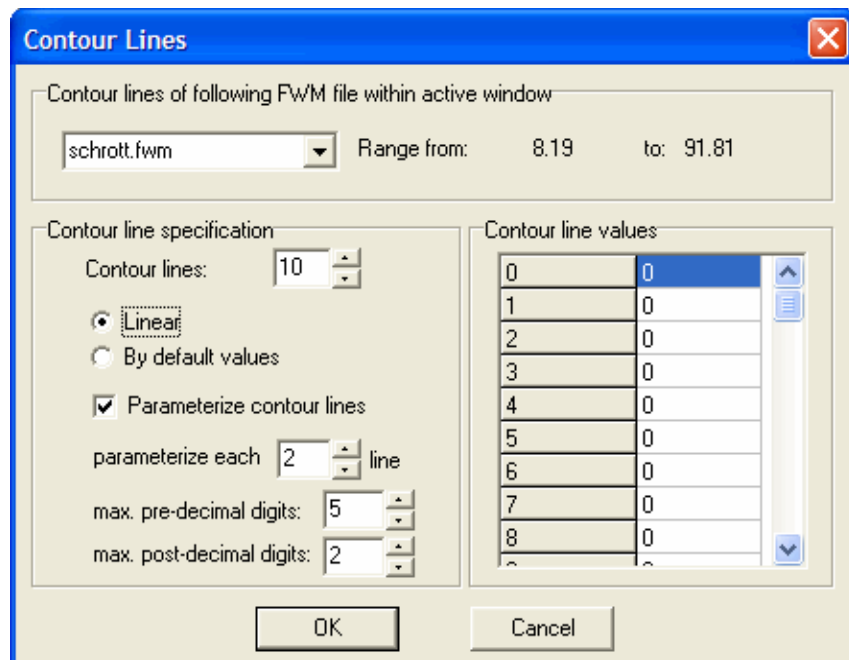 Contour Lines
Contour lines of following FWM file within active window
schrott.fwm Range from: 8.19 to: 91.81
Contour line specification
Contour lines: 10
Linear
By default values
Parameterize contour lines
parameterize each 2 line
max. pre-decimal digits: 5
max. post-decimal digits: 2
Contour line values
0 0
1 0
2 0
3 0
4 0
5 0
6 0
7 0
8 0
OK Cancel